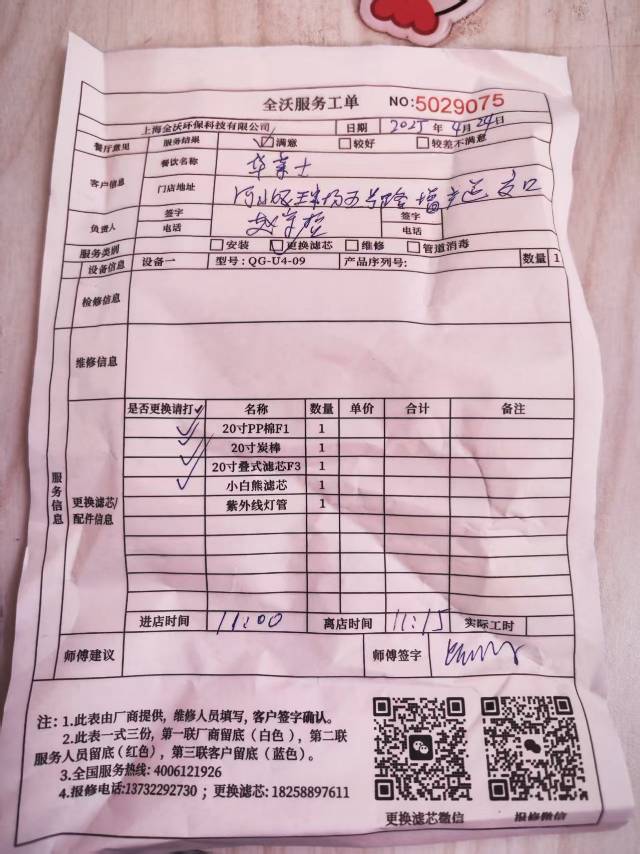 全沃服务工单 NO:5029075
上海金沃环保科技有限公司 日期 2025 年 4 月 24 日
餐厅意见 服务结果 满意 较好 较差不满意
客户信息 餐饮名称 华莱士
门店地址
负责人 签字 签字
电话 电话
服务类别 安装 更换滤芯 维修 管道消毒
设备信息 设备一 型号:QG-U4-09 产品序列号: 数量 1
检修信息
维修信息
服务信息
更换滤芯/配件信息
是否更换请打✓ 名称 数量 单价 合计 备注
✓ 20寸PP棉F1 1
✓ 20寸炭棒 1
✓ 20寸叠式滤芯F3 1
✓ 小白熊滤芯 1
紫外线灯管 1
进店时间 11:00 离店时间 11:15 实际工时
师傅建议 师傅签字
注:1.此表由厂商提供,维修人员填写,客户签字确认。
2.此表一式三份,第一联厂商留底(白色),第二联
服务人员留底(红色),第三联客户留底(蓝色)。
3.全国服务热线:4006121926
4.报修电话:13732292730;更换滤芯:18258897611
更换滤芯微信 报修微信